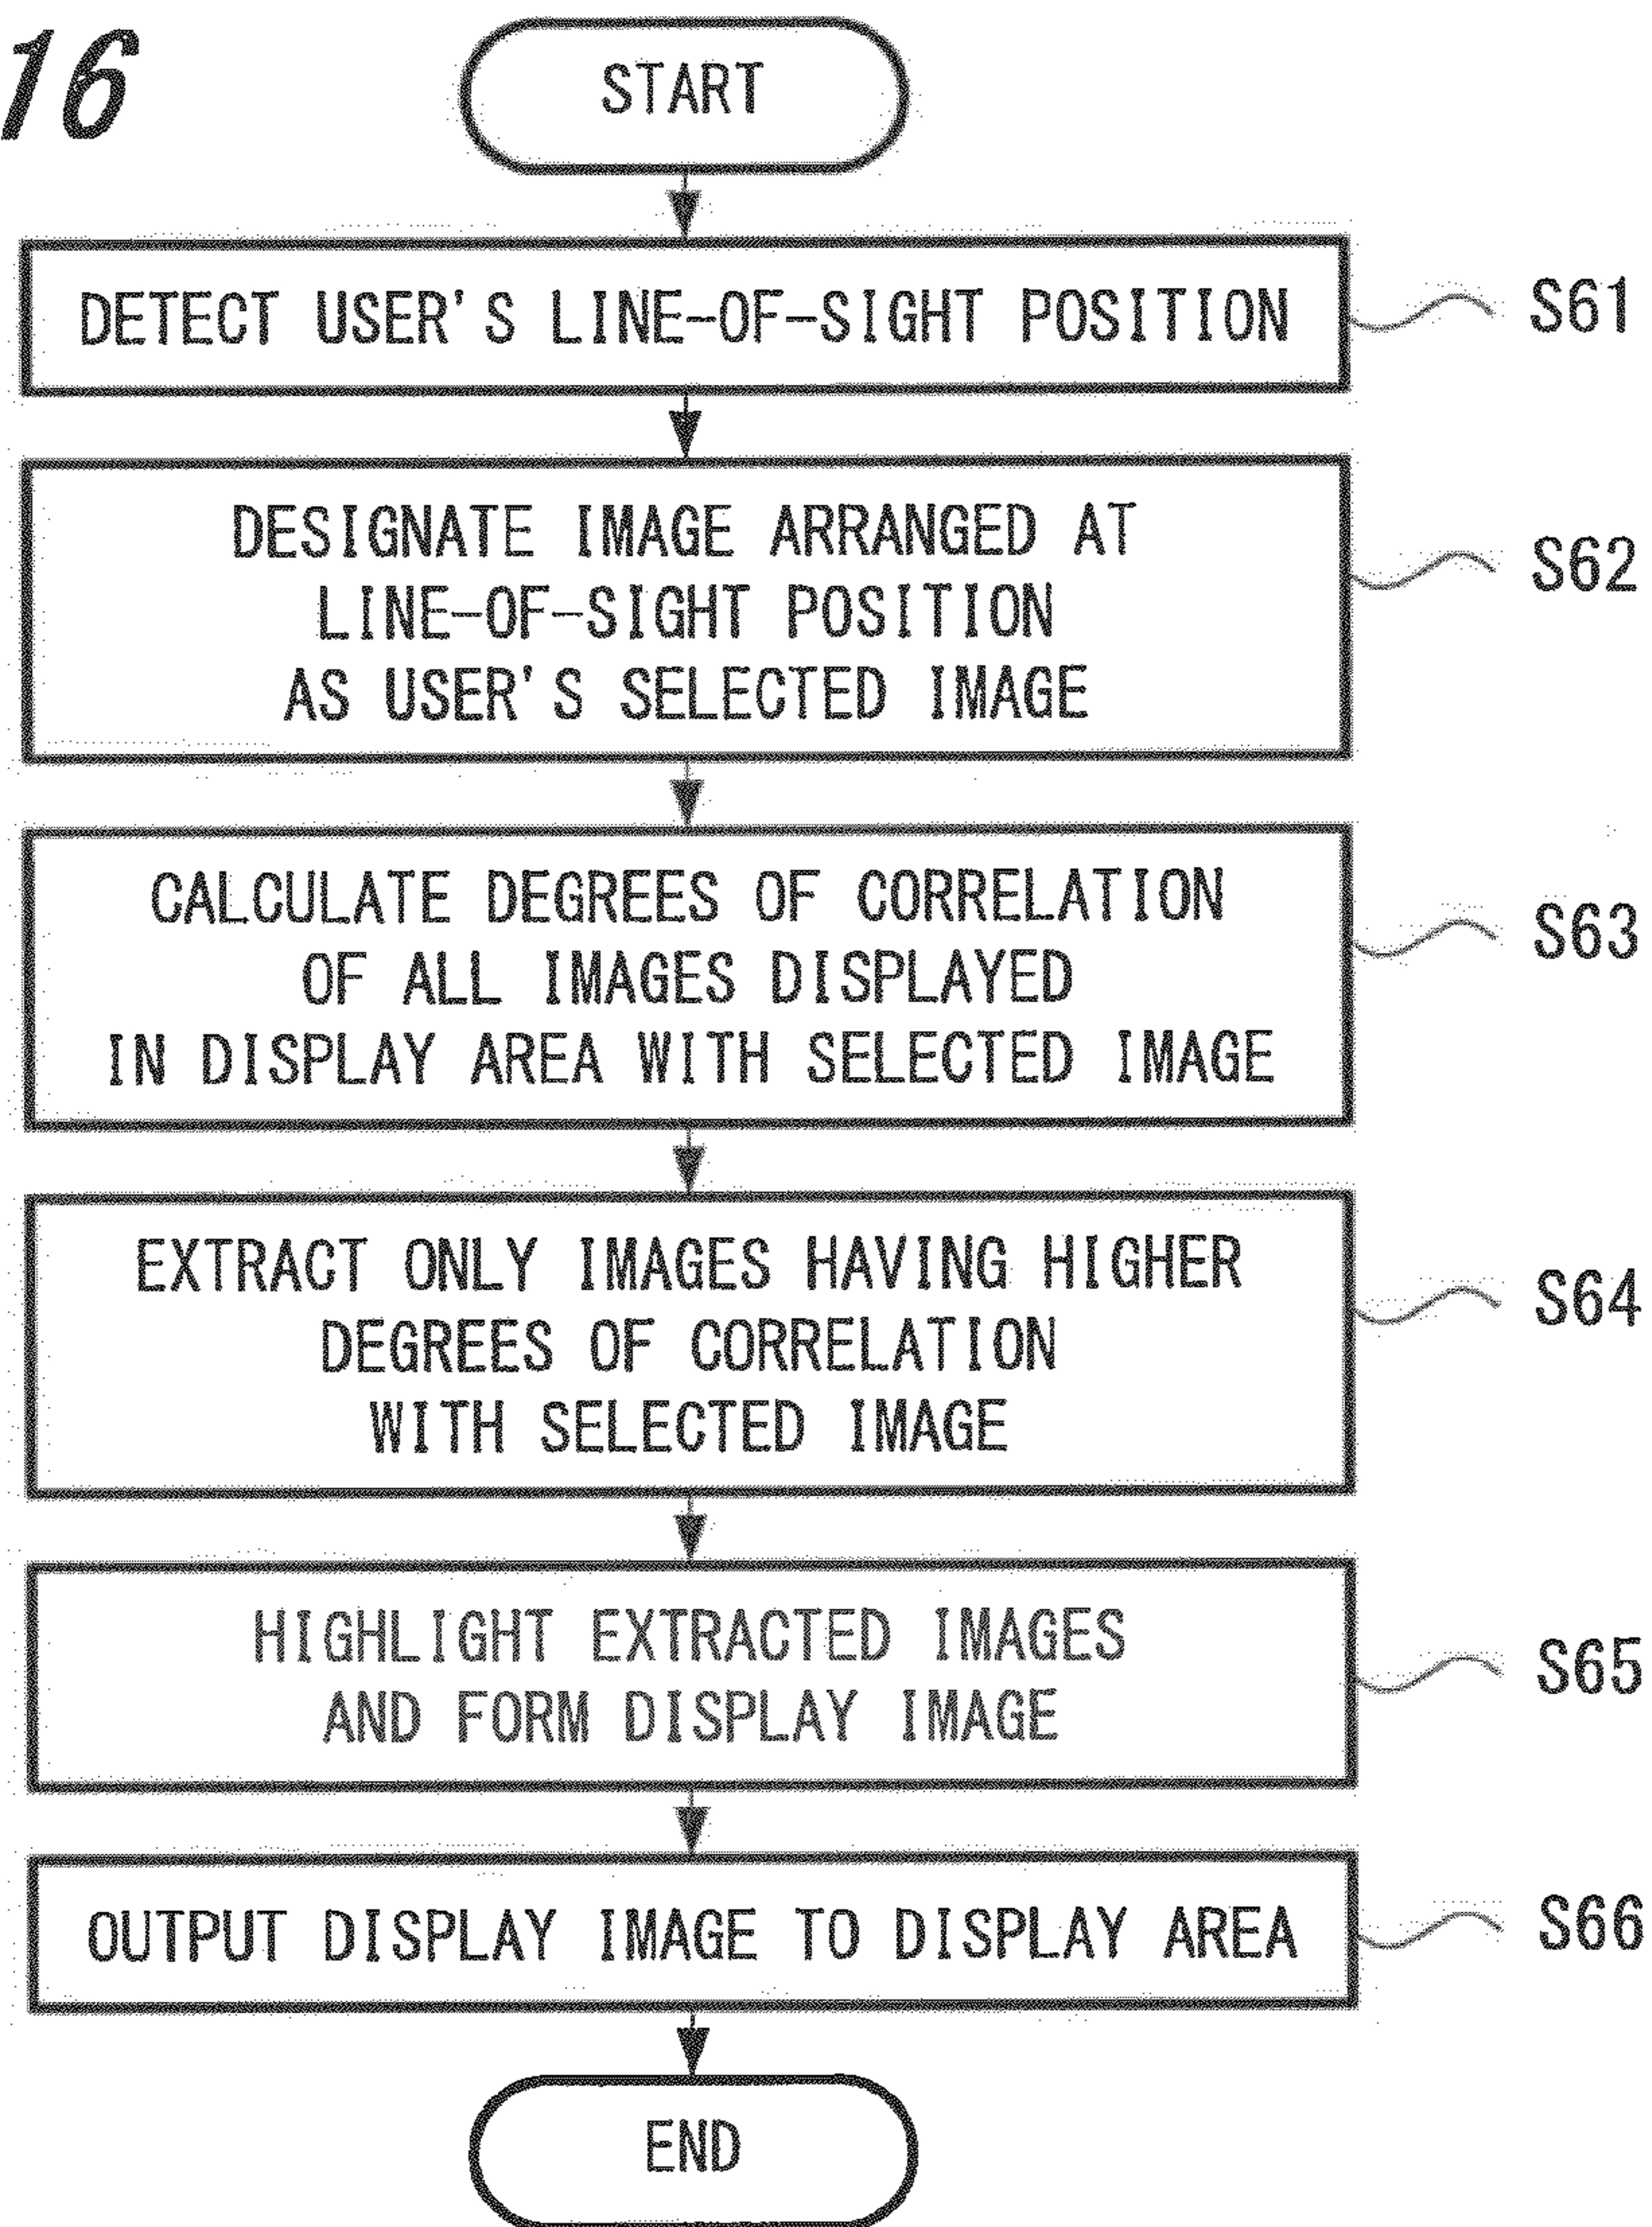 16
START
DETECT USER'S LINE-OF-SIGHT POSITION
S61
DESIGNATE IMAGE ARRANGED AT
LINE-OF-SIGHT POSITION
AS USER'S SELECTED IMAGE
S62
CALCULATE DEGREES OF CORRELATION
OF ALL IMAGES DISPLAYED
IN DISPLAY AREA WITH SELECTED IMAGE
S63
EXTRACT ONLY IMAGES HAVING HIGHER
DEGREES OF CORRELATION
WITH SELECTED IMAGE
S64
HIGHLIGHT EXTRACTED IMAGES
AND FORM DISPLAY IMAGE
S65
OUTPUT DISPLAY IMAGE TO DISPLAY AREA
S66
END